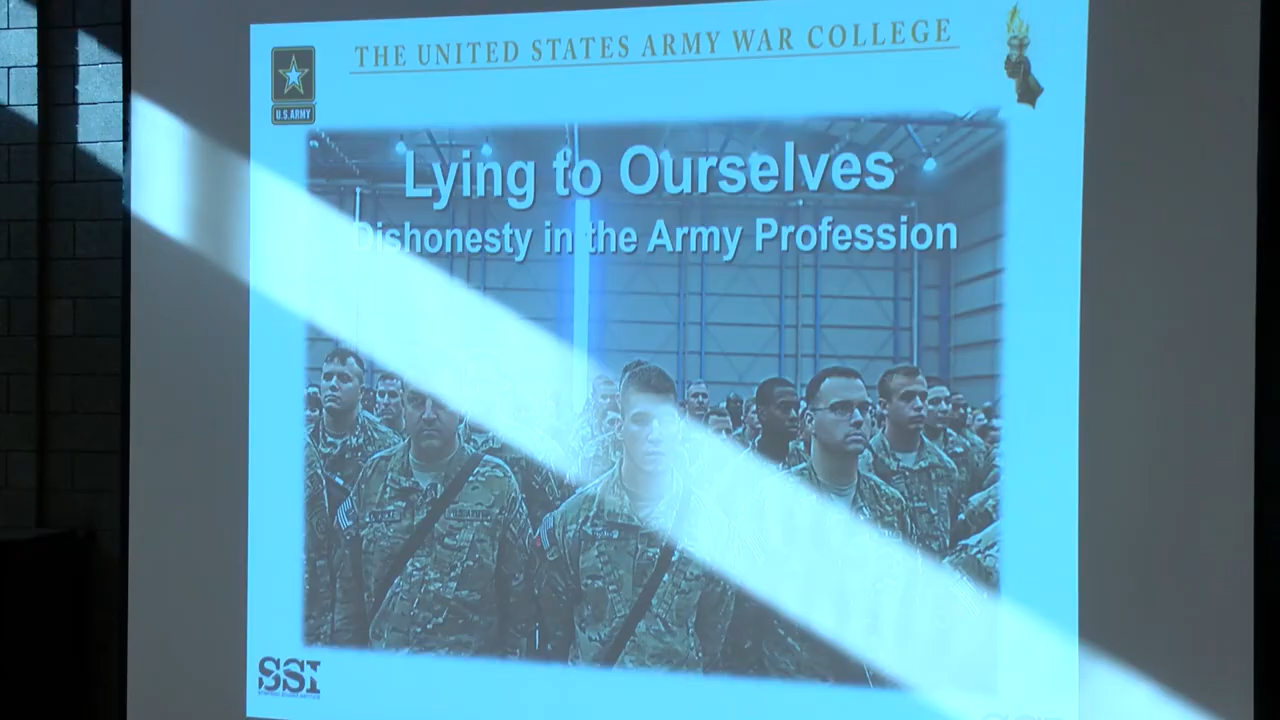 THE UNITED STATES ARMY WAR COLLEGE
U.S.ARMY
Lying to Ourselves
Dishonesty in the Army Profession
SSI